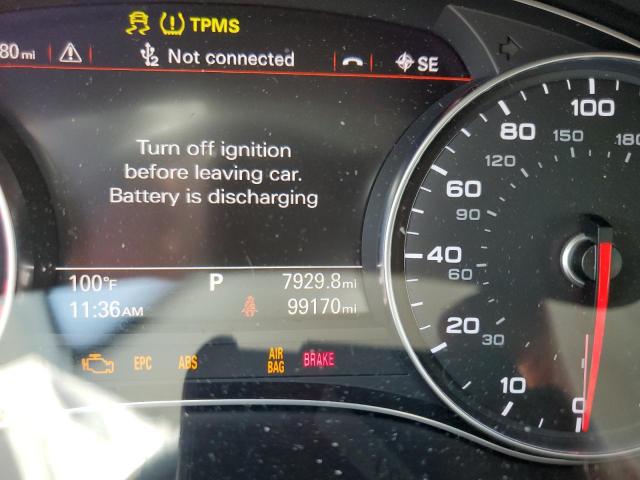 TPMS
80 mi
2 Not connected
SE
Turn off ignition
before leaving car.
Battery is discharging
100°F P 7929.8 mi
11:36 AM 99170 mi
EPC ABS AIR BAG BRAKE
100
80
150
180
120
60
90
40
60
20
30
10
0